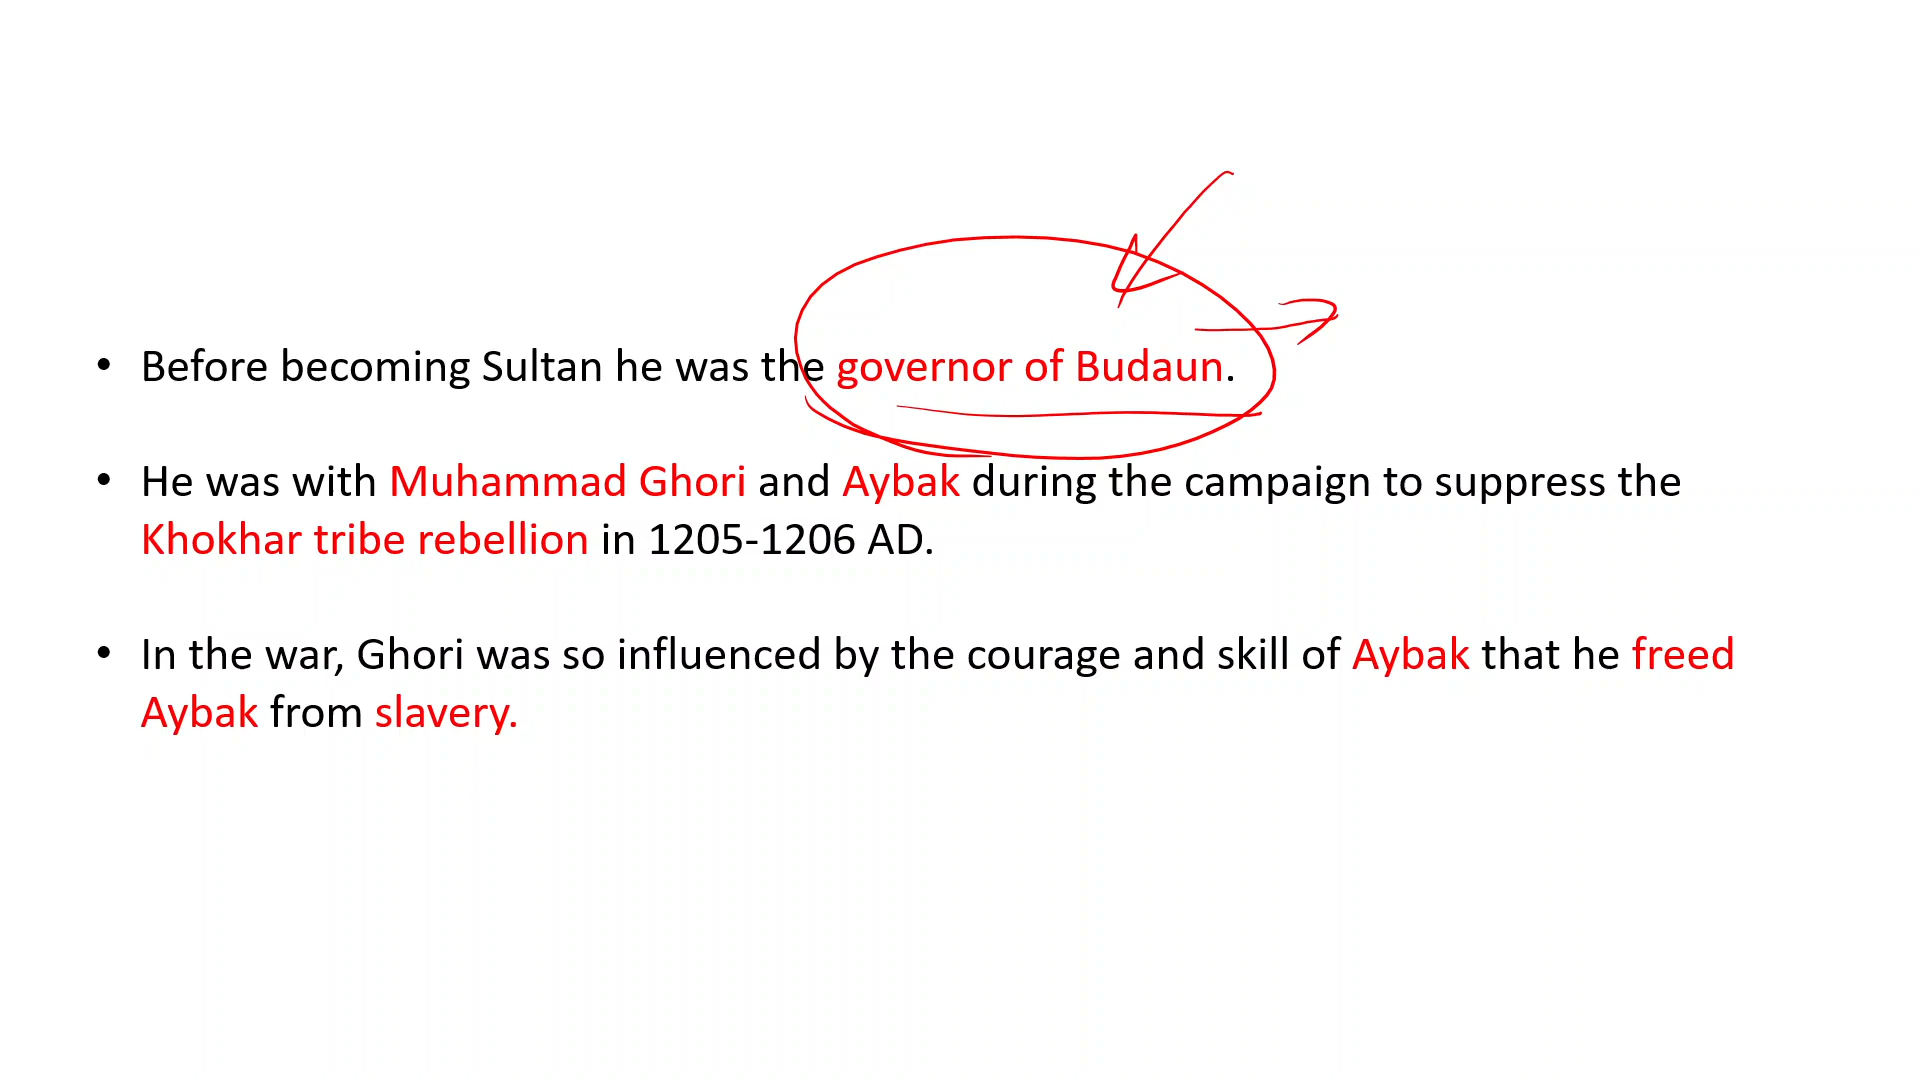 • Before becoming Sultan he was the governor of Budaun.
• He was with Muhammad Ghori and Aybak during the campaign to suppress the
Khokhar tribe rebellion in 1205-1206 AD.
• In the war, Ghori was so influenced by the courage and skill of Aybak that he freed
Aybak from slavery.